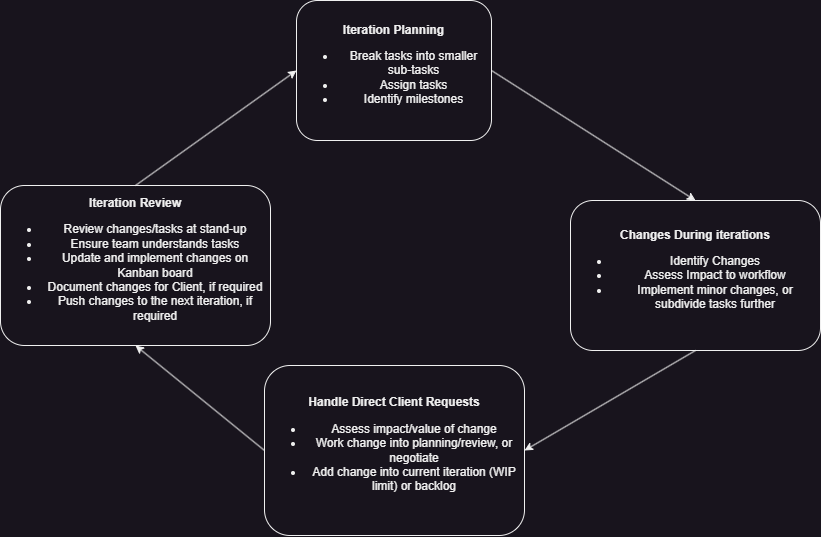 Iteration Planning
• Break tasks into smaller
sub-tasks
• Assign tasks
• Identify milestones
Iteration Review
• Review changes/tasks at stand-up
• Ensure team understands tasks
• Update and implement changes on
Kanban board
• Document changes for Client, if required
• Push changes to the next iteration, if
required
Changes During iterations
• Identify Changes
• Assess Impact to workflow
• Implement minor changes, or
subdivide tasks further
Handle Direct Client Requests
• Assess impact/value of change
• Work change into planning/review, or
negotiate
• Add change into current iteration (WIP
limit) or backlog